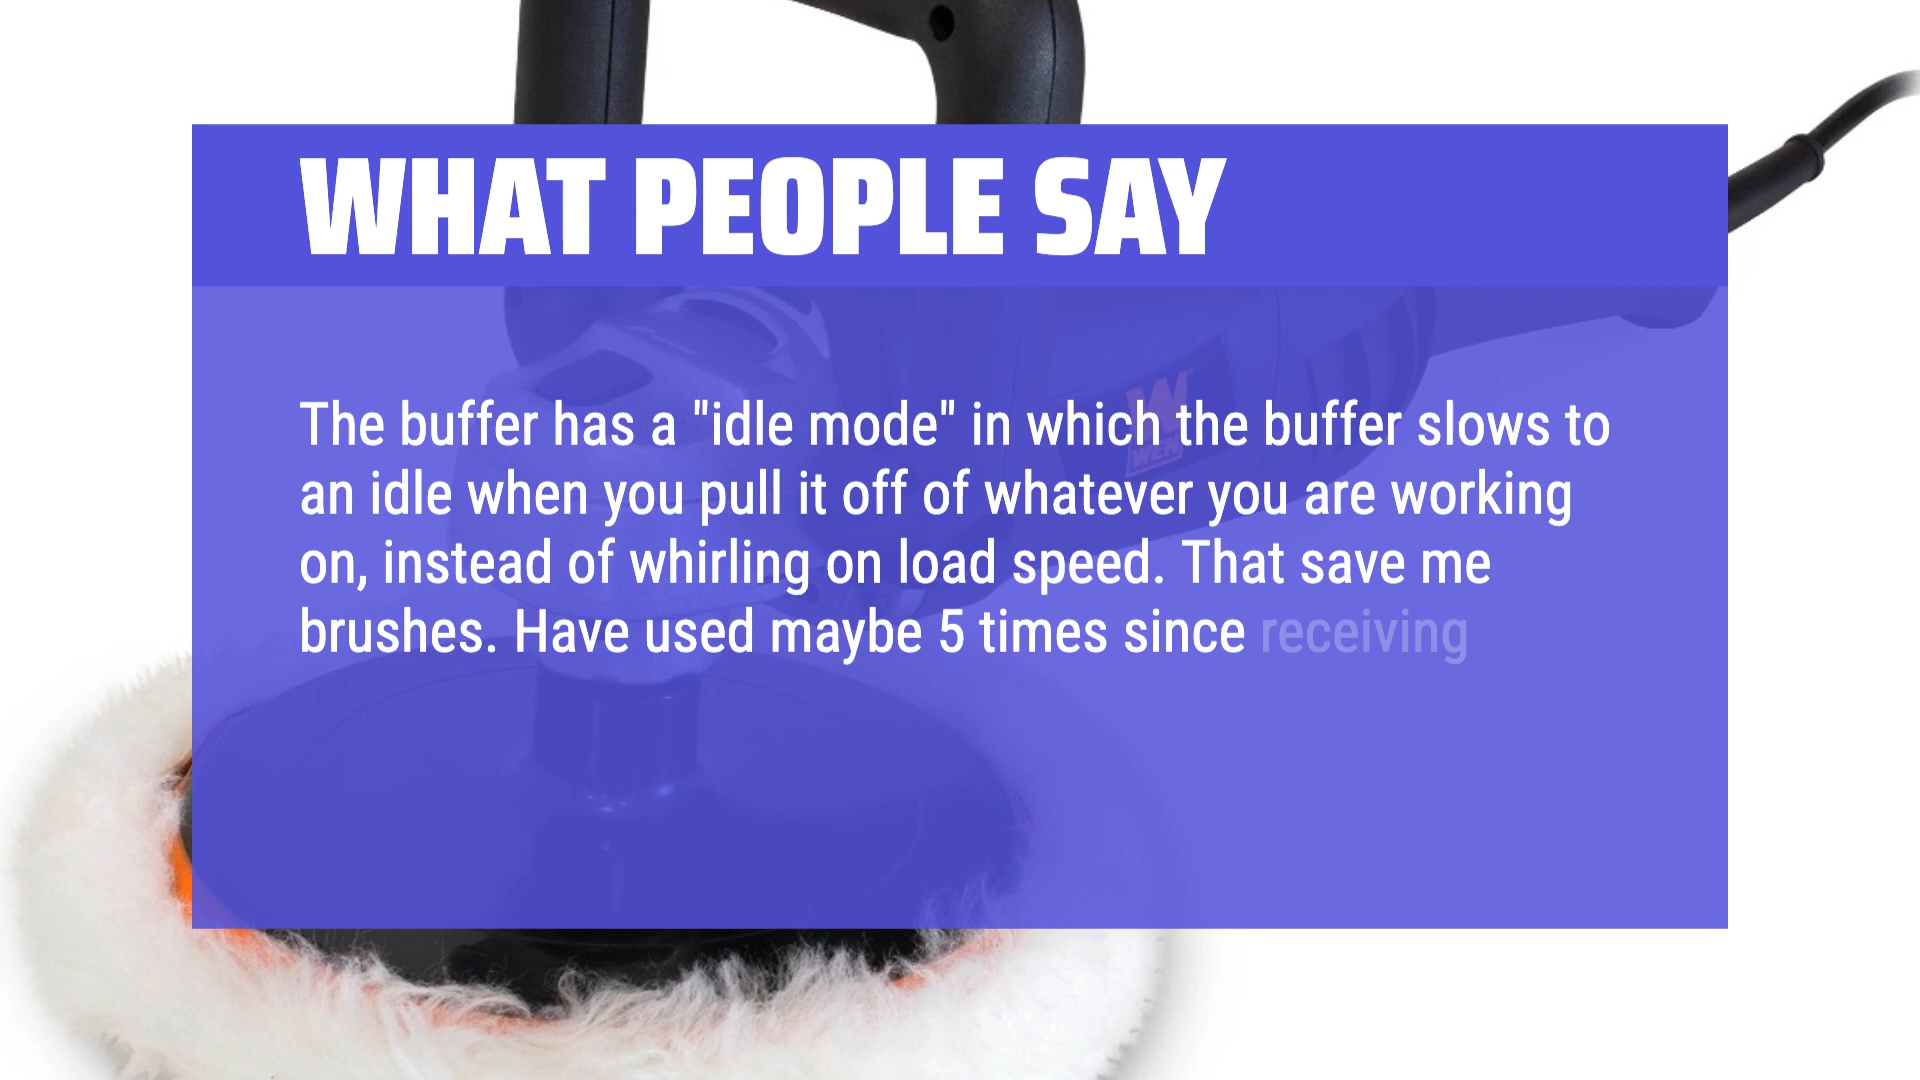 WHAT PEOPLE SAY
W
WEN
The buffer has a "idle mode" in which the buffer slows to
an idle when you pull it off of whatever you are working
on, instead of whirling on load speed. That save me
brushes. Have used maybe 5 times since receiving